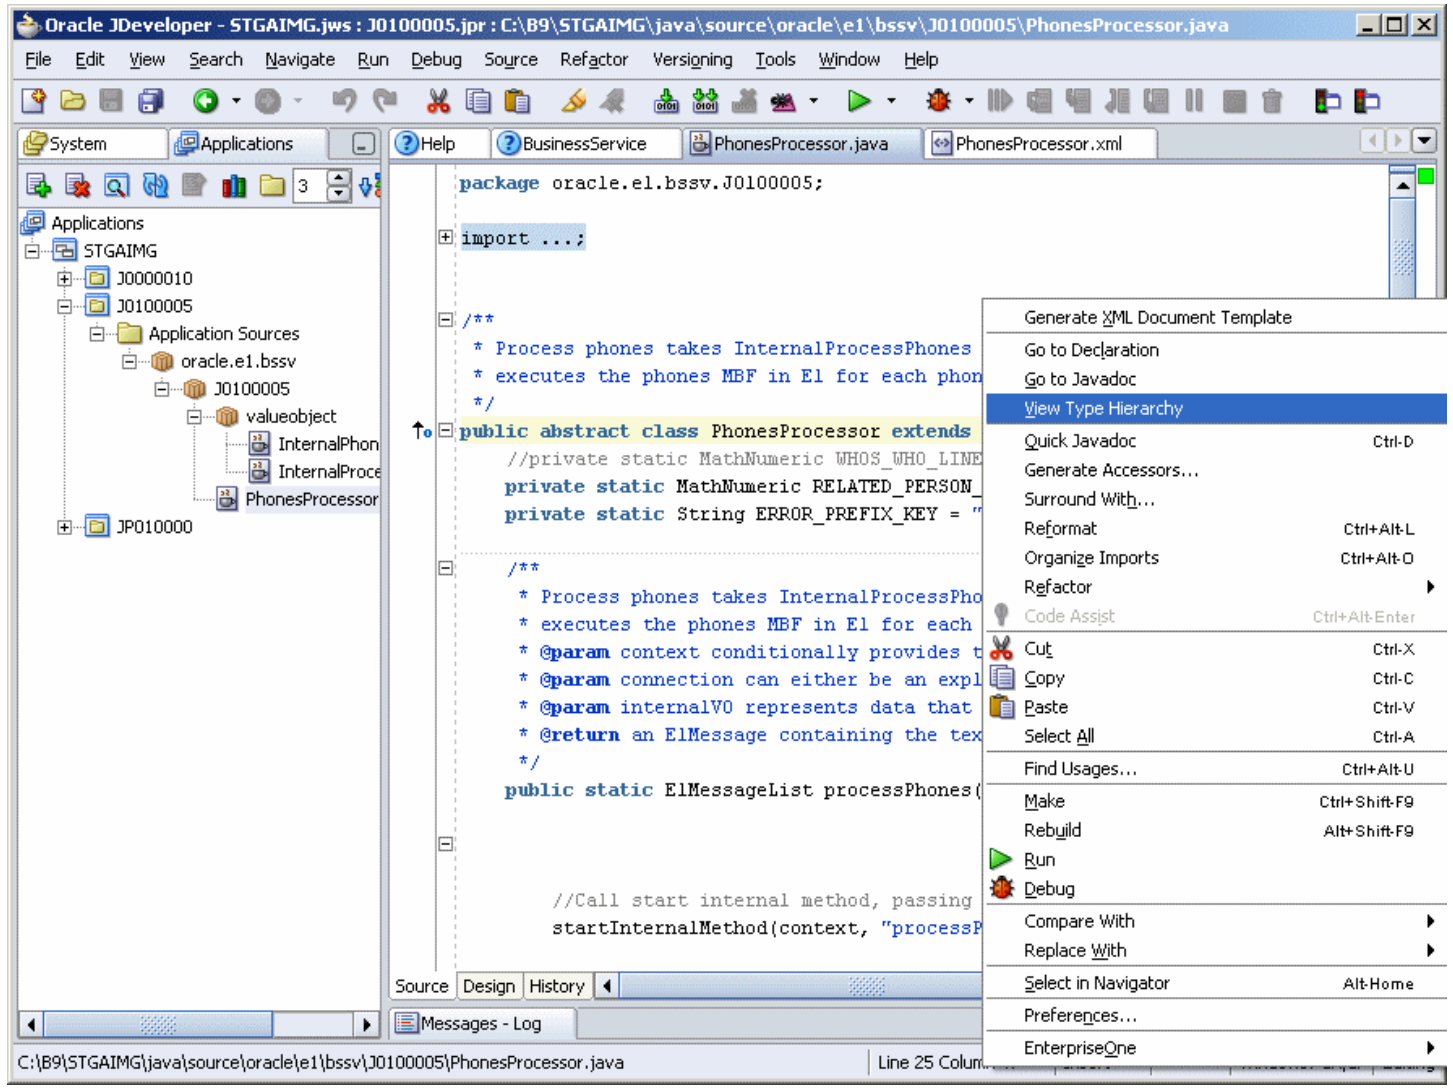 Oracle JDeveloper - STGAIMG.jws : J0100005.jpr : C:\B9\STGAIMG\java\source\oracle\e1\bssv\J0100005\PhonesProcessor.java
File Edit View Search Navigate Run Debug Source Refactor Versioning Tools Window Help
System Applications
Help BusinessService PhonesProcessor.java PhonesProcessor.xml
3
Applications
STGAIMG
J0000010
J0100005
Application Sources
oracle.e1.bssv
J0100005
valueobject
InternalPhon
InternalProce
PhonesProcessor
JP010000
package oracle.e1.bssv.J0100005;
import ...;
/**
* Process phones takes InternalProcessPhones
* executes the phones MBF in E1 for each phon
*/
public abstract class PhonesProcessor extends
//private static MathNumeric WHOS_WHO_LINE
private static MathNumeric RELATED_PERSON_
private static String ERROR_PREFIX_KEY = "
/**
* Process phones takes InternalProcessPho
* executes the phones MBF in E1 for each
* @param context conditionally provides t
* @param connection can either be an expl
* @param internalVO represents data that
* @return an E1Message containing the tex
*/
public static E1MessageList processPhones(
//Call start internal method, passing
startInternalMethod(context, "processP
Source Design History
Messages - Log
Generate XML Document Template
Go to Declaration
Go to Javadoc
View Type Hierarchy
Quick Javadoc Ctrl-D
Generate Accessors...
Surround With...
Reformat Ctrl+Alt-L
Organize Imports Ctrl+Alt-O
Refactor
Code Assist Ctrl+Alt-Enter
Cut Ctrl-X
Copy Ctrl-C
Paste Ctrl-V
Select All Ctrl-A
Find Usages... Ctrl+Alt-U
Make Ctrl+Shift-F9
Rebuild Alt+Shift-F9
Run
Debug
Compare With
Replace With
Select in Navigator Alt-Home
Preferences...
EnterpriseOne
C:\B9\STGAIMG\java\source\oracle\e1\bssv\J0100005\PhonesProcessor.java
Line 25 Colum